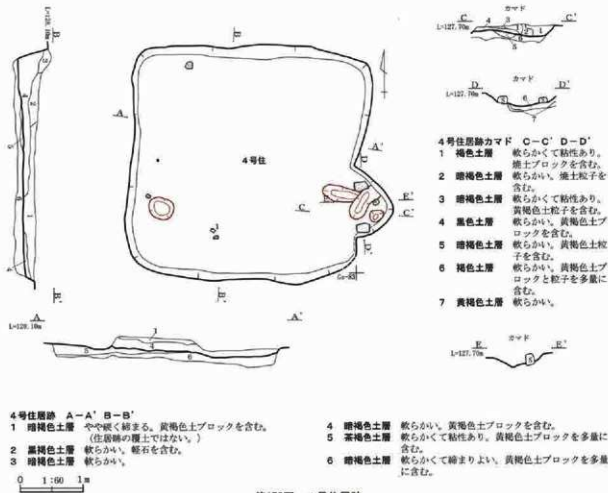 L=128.10m
B
B'
B
カマド
C
C'
L=127.70m
4 3 2 1
5
D
D'
L=127.70m
6
7
A
A'
4号住
D
E
E'
C
C'
D'
B'
4号住居跡カマド C-C' D-D'
1 褐色土層 軟らかくて粘性あり。
焼土ブロックを含む。
2 暗褐色土層 軟らかい。焼土粒子を
含む。
3 暗褐色土層 軟らかくて粘性あり。
黄褐色土粒子を含む。
4 黒色土層 軟らかい。黄褐色土ブ
ロックを含む。
5 暗褐色土層 軟らかい。黄褐色土粒
子を含む。
6 褐色土層 軟らかい。黄褐色土ブ
ロックと粒子を多量に
含む。
7 黄褐色土層 軟らかい。
A
A'
L=128.10m
1
5
6
カマド
E
E'
L=127.70m
4号住居跡 A-A' B-B'
1 暗褐色土層 やや硬く締まる。黄褐色土ブロックを含む。
(住居跡の覆土ではない。)
2 黒褐色土層 軟らかい。軽石を含む。
3 暗褐色土層 軟らかい。
4 暗褐色土層 軟らかい。黄褐色土ブロックを含む。
5 茶褐色土層 軟らかくて粘性あり。黄褐色土ブロックを多量に
含む。
6 暗褐色土層 軟らかくて締まりよい。黄褐色土ブロックを多量
に含む。
0 1:60 1m